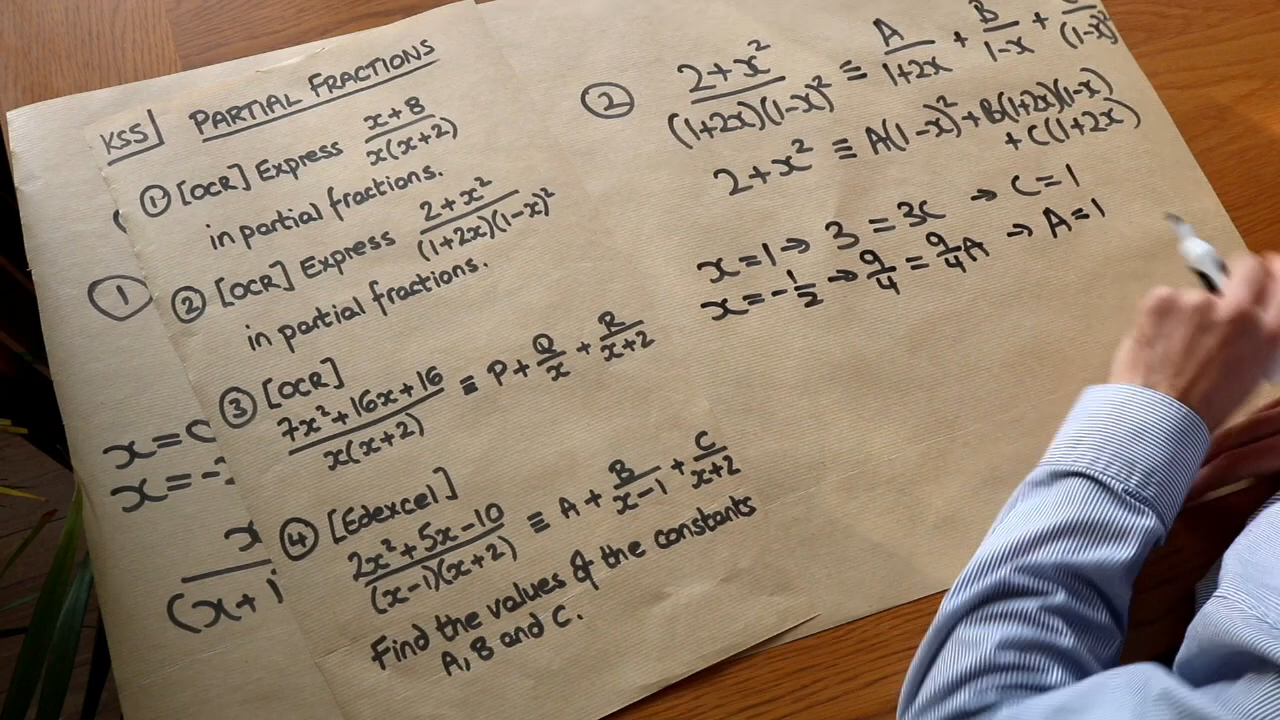 KS5 PARTIAL FRACTIONS
① [OCR] Express (x+8)/(x(x+2))
in partial fractions.
② [OCR] Express (2+x²)/((1+2x)(1-x)²)
in partial fractions.
③ [OCR]
(7x²+16x+16)/(x(x+2)) ≡ P + Q/x + R/(x+2)
④ [Edexcel]
(2x²+5x-10)/((x-1)(x+2)) ≡ A + B/(x-1) + C/(x+2)
Find the values of the constants
A, B and C.
①
x=
x=-
x
(x+1
② (2+x²)/((1+2x)(1-x)²) ≡ A/(1+2x) + B/(1-x) + C/(1-x)²
2+x² ≡ A(1-x)² + B(1+2x)(1-x)
+ C(1+2x)
x=1 → 3 = 3C → C=1
x=-1/2 → 9/4 = 9/4 A → A=1